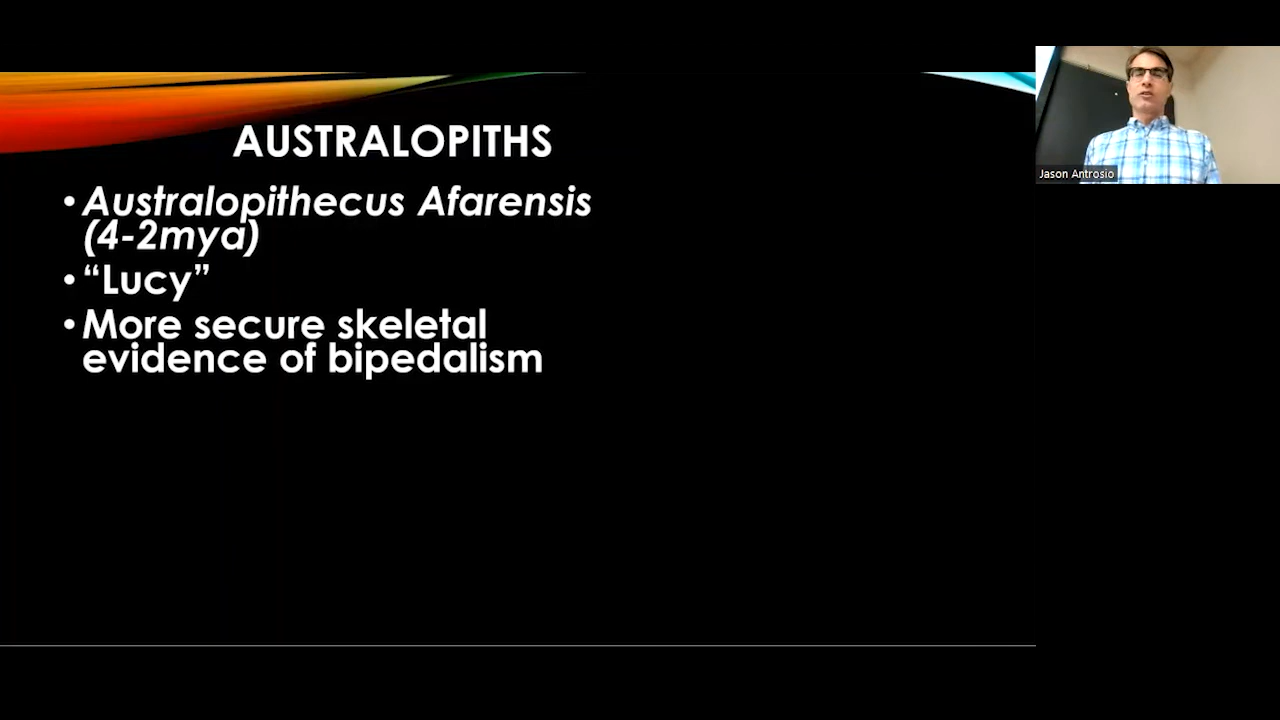 AUSTRALOPITHS
• Australopithecus Afarensis
(4-2mya)
• “Lucy”
• More secure skeletal
evidence of bipedalism
Jason Antrosio